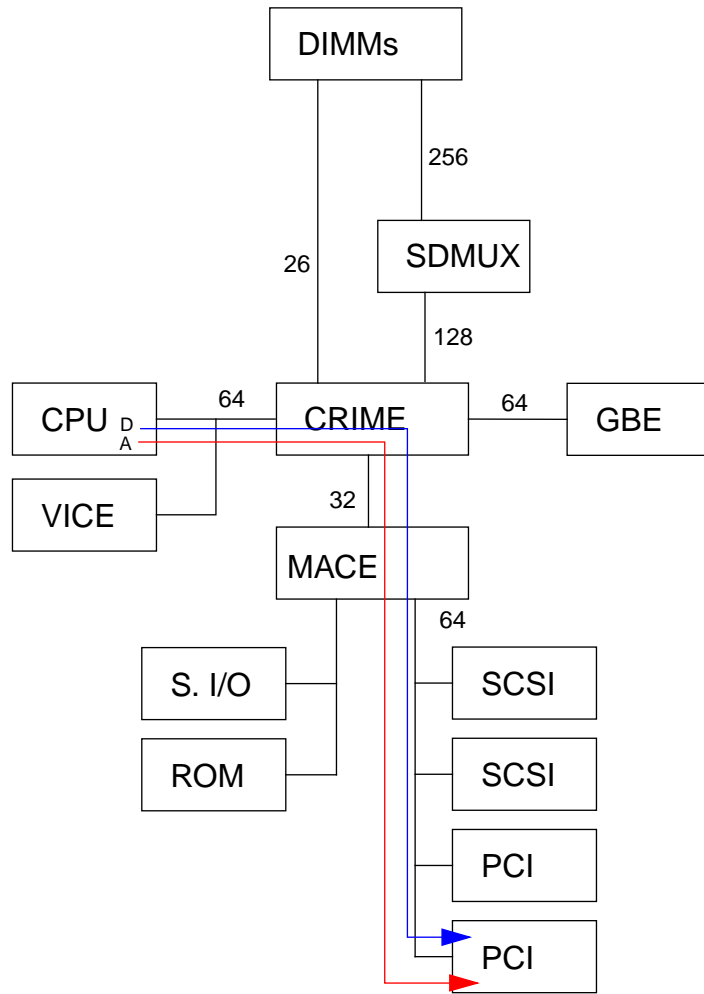 DIMMs
256
26
SDMUX
128
64
CPU
D
A
CRIME
64
GBE
VICE
32
MACE
64
S. I/O
SCSI
ROM
SCSI
PCI
PCI